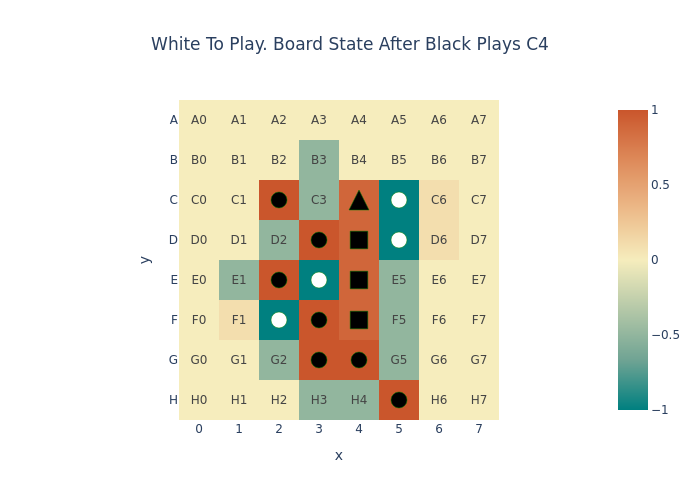 White To Play. Board State After Black Plays C4
A A0 A1 A2 A3 A4 A5 A6 A7
B B0 B1 B2 B3 B4 B5 B6 B7
C C0 C1 C3 C6 C7
D D0 D1 D2 D6 D7
E E0 E1 E5 E6 E7
F F0 F1 F5 F6 F7
G G0 G1 G2 G5 G6 G7
H H0 H1 H2 H3 H4 H6 H7
0 1 2 3 4 5 6 7
x
y
1
0.5
0
−0.5
−1